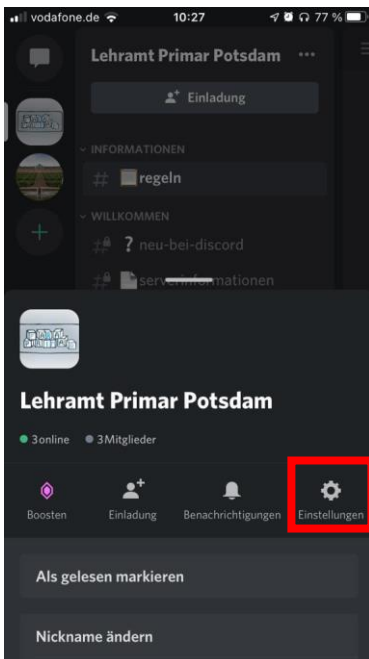 vodafone.de 10:27 77 %
Lehramt Primar Potsdam ...
Einladung
INFORMATIONEN
# regeln
WILLKOMMEN
# ? neu-bei-discord
# serverinformationen
Lehramt Primar Potsdam
3online 3Mitglieder
Boosten Einladung Benachrichtigungen Einstellungen
Als gelesen markieren
Nickname ändern